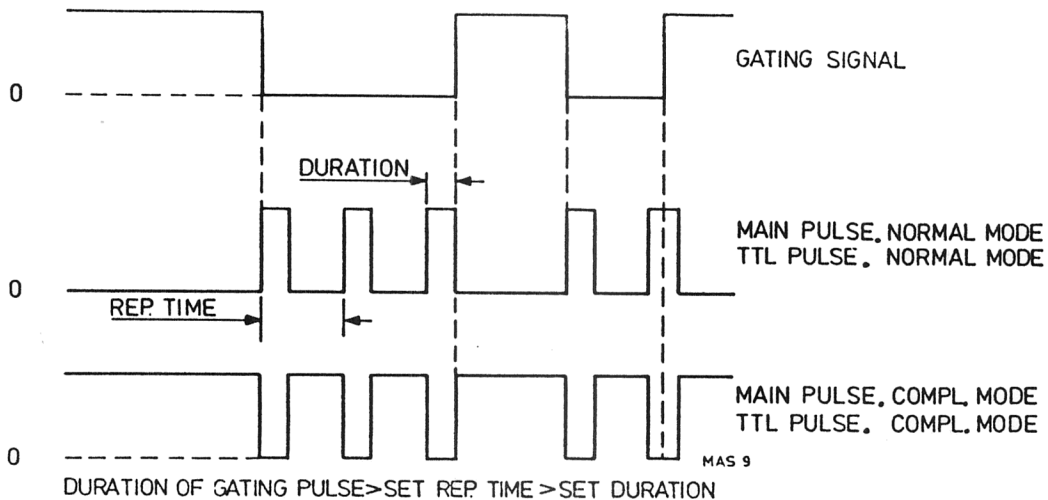 GATING SIGNAL
0
DURATION
MAIN PULSE. NORMAL MODE
TTL PULSE. NORMAL MODE
0
REP. TIME
MAIN PULSE. COMPL. MODE
TTL PULSE. COMPL. MODE
0
MAS 9
DURATION OF GATING PULSE>SET REP. TIME>SET DURATION